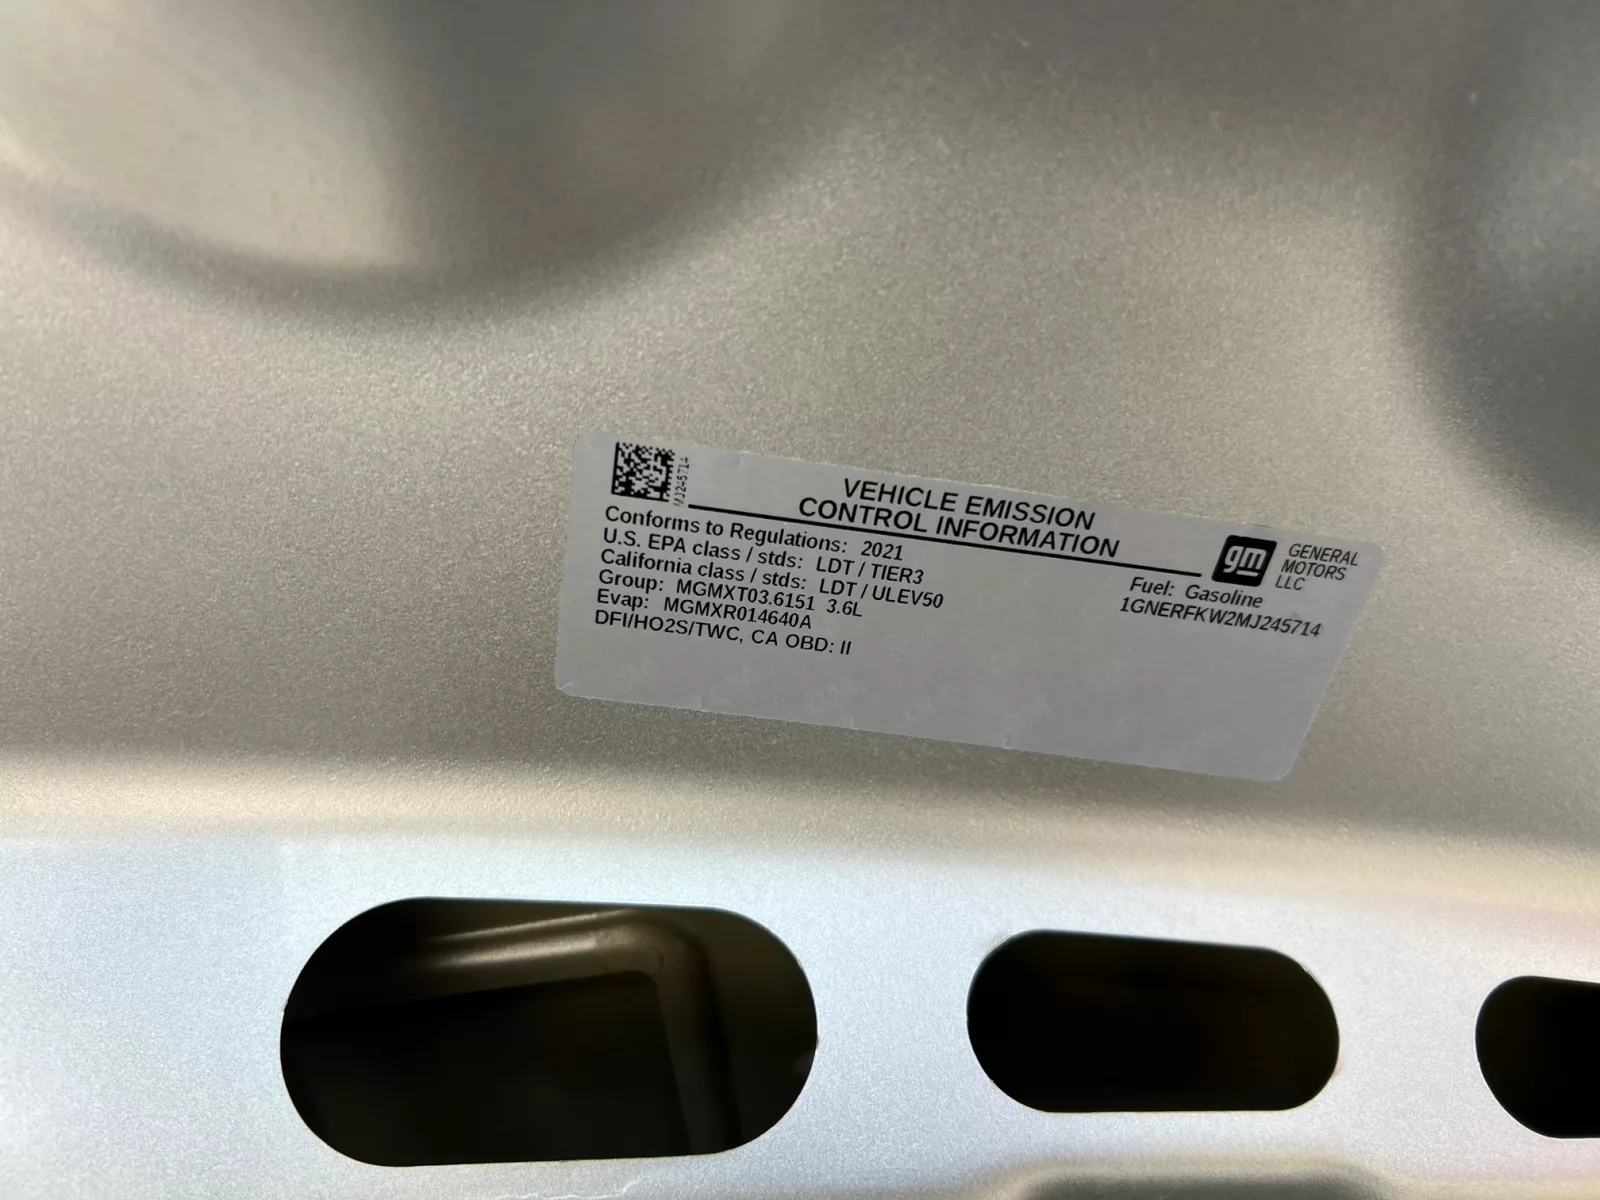 MJ245714
VEHICLE EMISSION
CONTROL INFORMATION
gm
GENERAL
MOTORS
LLC
Conforms to Regulations: 2021
U.S. EPA class / stds: LDT / TIER3
California class / stds: LDT / ULEV50
Group: MGMXT03.6151 3.6L
Evap: MGMXR014640A
DFI/HO2S/TWC, CA OBD: II
Fuel: Gasoline
1GNERFKW2MJ245714